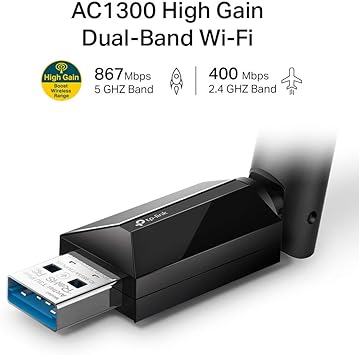 AC1300 High Gain
Dual-Band Wi-Fi
High Gain
Boost
Wireless
Range
867Mbps
5 GHZ Band
400 Mbps
2.4 GHZ Band
tp-link